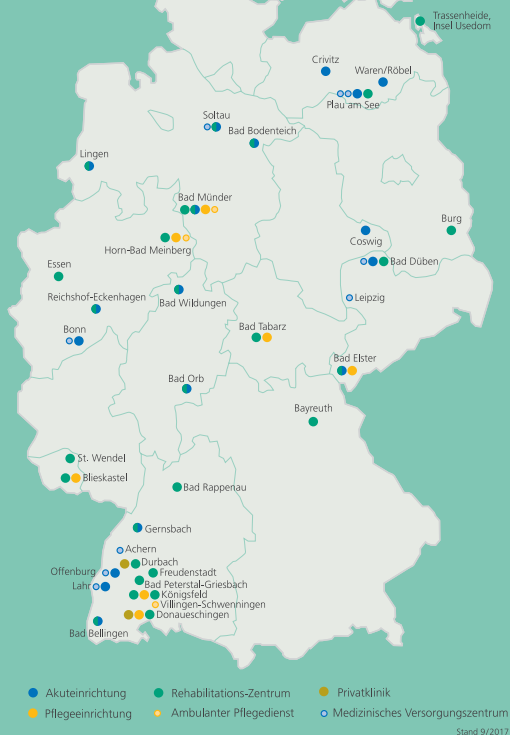 Trassenheide,
Insel Usedom
Crivitz
Waren/Röbel
Plau am See
Soltau
Bad Bodenteich
Lingen
Bad Münder
Burg
Coswig
Horn-Bad Meinberg
Bad Düben
Essen
Reichshof-Eckenhagen
Bad Wildungen
Leipzig
Bonn
Bad Tabarz
Bad Elster
Bad Orb
Bayreuth
St. Wendel
Blieskastel
Bad Rappenau
Gernsbach
Achern
Durbach
Offenburg
Freudenstadt
Bad Peterstal-Griesbach
Lahr
Königsfeld
Villingen-Schwenningen
Donaueschingen
Bad Bellingen
Akuteinrichtung
Rehabilitations-Zentrum
Privatklinik
Pflegeeinrichtung
Ambulanter Pflegedienst
Medizinisches Versorgungszentrum
Stand 9/2017